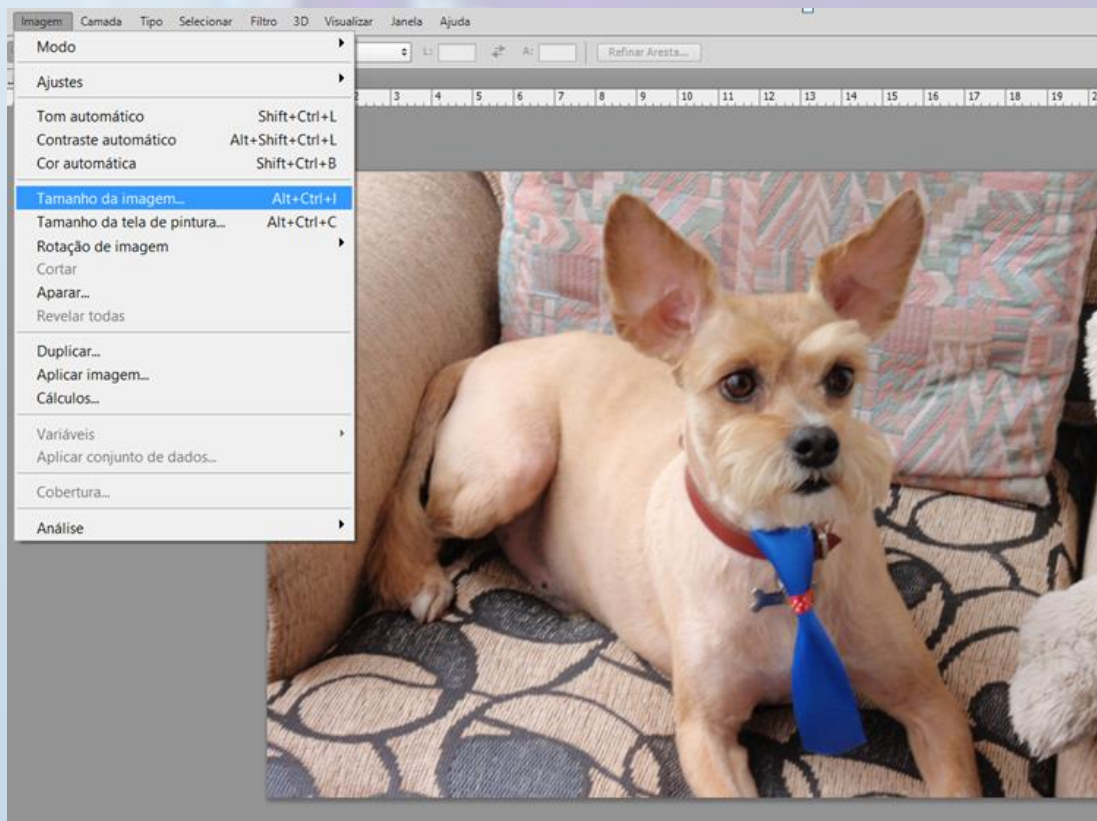 Imagem Camada Tipo Selecionar Filtro 3D Visualizar Janela Ajuda
L: A: Refinar Aresta...
2 3 4 5 6 7 8 9 10 11 12 13 14 15 16 17 18 19
Modo
Ajustes
Tom automático Shift+Ctrl+L
Contraste automático Alt+Shift+Ctrl+L
Cor automática Shift+Ctrl+B
Tamanho da imagem... Alt+Ctrl+I
Tamanho da tela de pintura... Alt+Ctrl+C
Rotação de imagem
Cortar
Aparar...
Revelar todas
Duplicar...
Aplicar imagem...
Cálculos...
Variáveis
Aplicar conjunto de dados...
Cobertura...
Análise